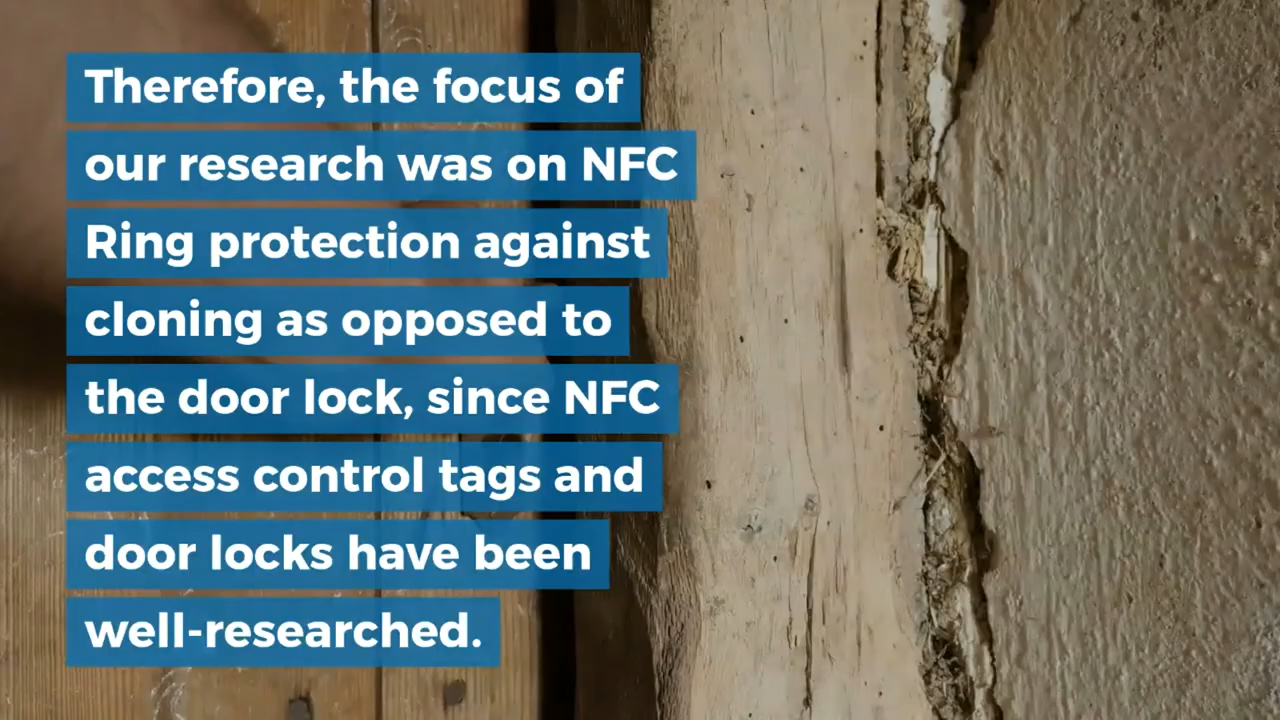 Therefore, the focus of
our research was on NFC
Ring protection against
cloning as opposed to
the door lock, since NFC
access control tags and
door locks have been
well-researched.